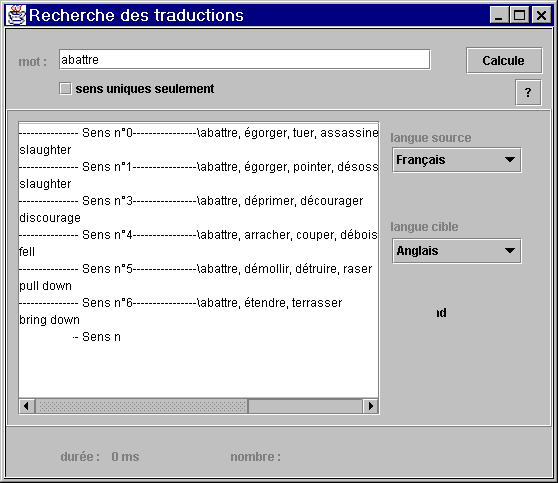 Recherche des traductions
mot :
abattre
Calcule
sens uniques seulement
?
--------------- Sens n°0----------------\abattre, égorger, tuer, assassine
slaughter
--------------- Sens n°1----------------\abattre, égorger, pointer, désoss
slaughter
--------------- Sens n°3----------------\abattre, déprimer, décourager
discourage
--------------- Sens n°4----------------\abattre, arracher, couper, débois
fell
--------------- Sens n°5----------------\abattre, démollir, détruire, raser
pull down
--------------- Sens n°6----------------\abattre, étendre, terrasser
bring down
- Sens n
langue source
Français
langue cible
Anglais
durée : 0 ms
nombre :